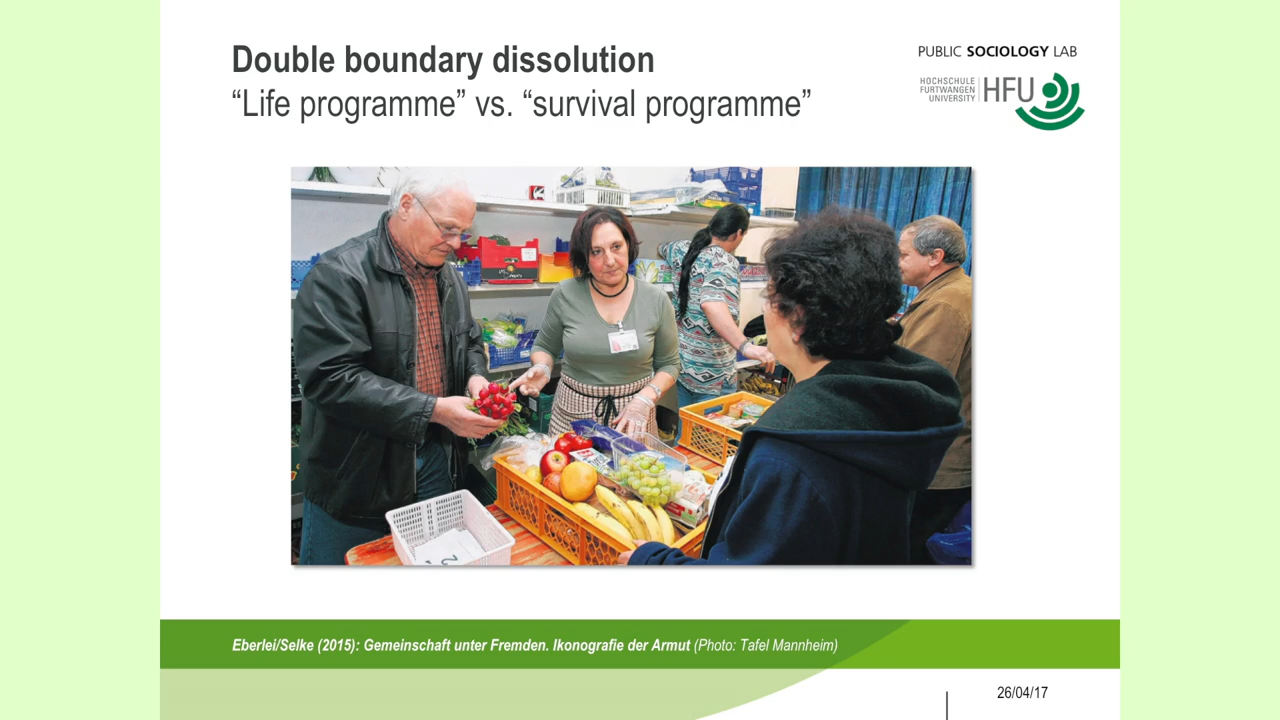 Double boundary dissolution
“Life programme” vs. “survival programme”
PUBLIC SOCIOLOGY LAB
HOCHSCHULE
FURTWANGEN
UNIVERSITY
HFU
Eberlei/Selke (2015): Gemeinschaft unter Fremden. Ikonografie der Armut (Photo: Tafel Mannheim)
26/04/17